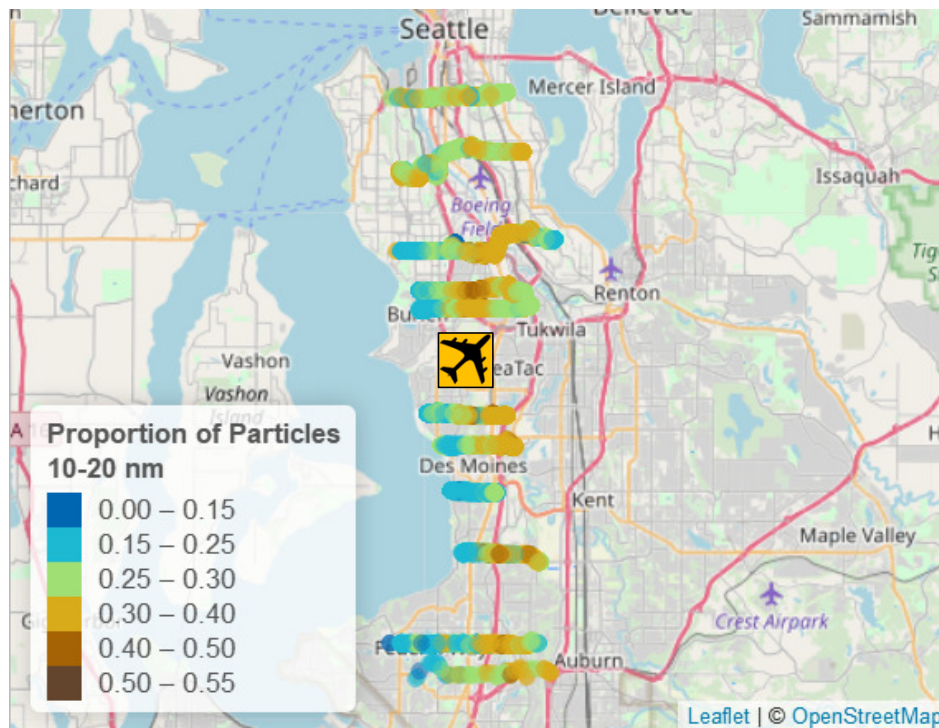 Seattle
Bellevue
Sammamish
Mercer Island
Issaquah
Boeing
Field
Renton
Tukwila
Vashon
Vashon
Island
Des Moines
Kent
Maple Valley
Crest Airpark
Auburn
Proportion of Particles
10-20 nm
0.00 – 0.15
0.15 – 0.25
0.25 – 0.30
0.30 – 0.40
0.40 – 0.50
0.50 – 0.55
Leaflet | © OpenStreetMap